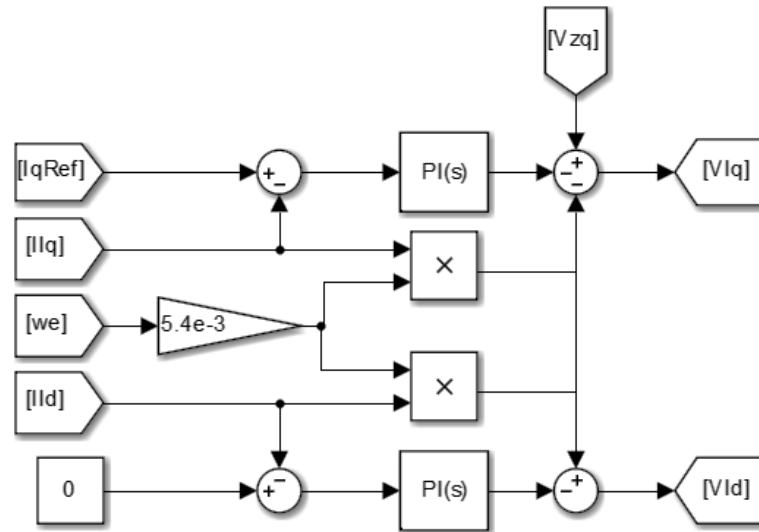 [Vzq]
[IqRef]
PI(s)
[VIq]
[IIq]
×
[we]
5.4e-3
×
[IId]
0
PI(s)
[VId]